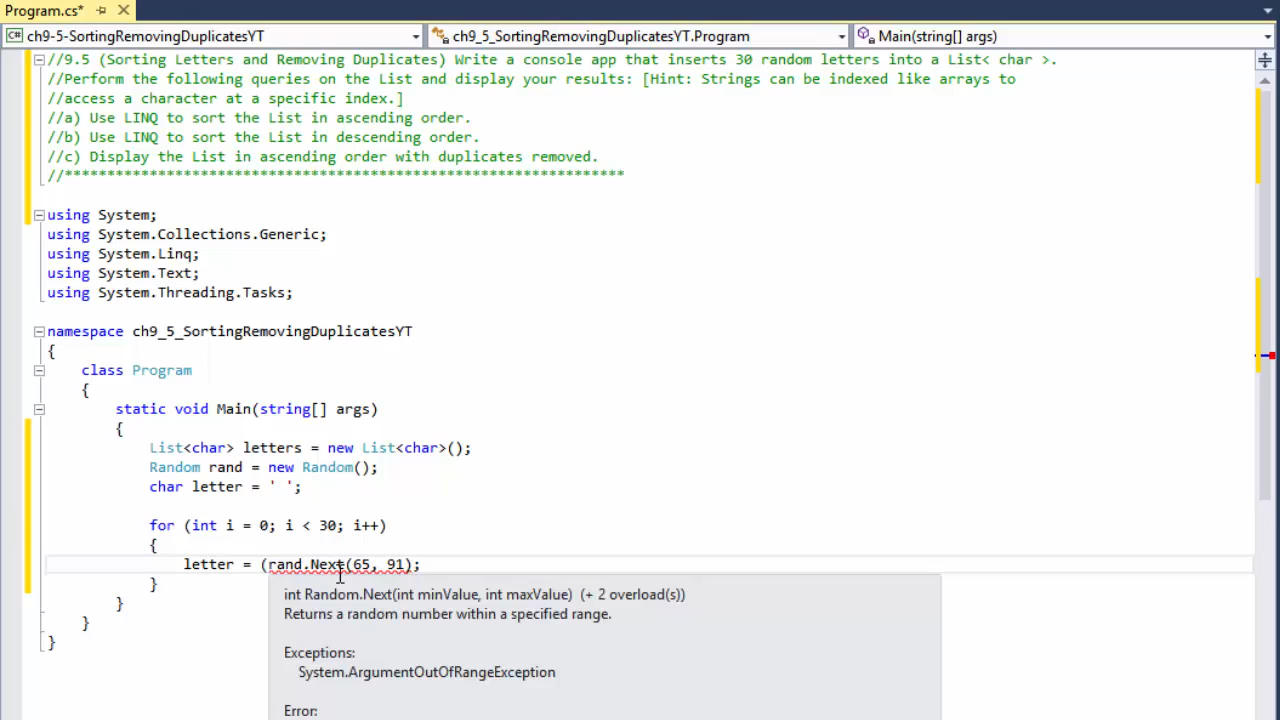 Program.cs*
ch9-5-SortingRemovingDuplicatesYT ch9_5_SortingRemovingDuplicatesYT.Program Main(string[] args)
//9.5 (Sorting Letters and Removing Duplicates) Write a console app that inserts 30 random letters into a List< char >.
//Perform the following queries on the List and display your results: [Hint: Strings can be indexed like arrays to
//access a character at a specific index.]
//a) Use LINQ to sort the List in ascending order.
//b) Use LINQ to sort the List in descending order.
//c) Display the List in ascending order with duplicates removed.
//******************************************************************
using System;
using System.Collections.Generic;
using System.Linq;
using System.Text;
using System.Threading.Tasks;
namespace ch9_5_SortingRemovingDuplicatesYT
{
class Program
{
static void Main(string[] args)
{
List<char> letters = new List<char>();
Random rand = new Random();
char letter = ' ';
for (int i = 0; i < 30; i++)
{
letter = (rand.Next(65, 91);
}
}
}
}
int Random.Next(int minValue, int maxValue) (+ 2 overload(s))
Returns a random number within a specified range.
Exceptions:
System.ArgumentOutOfRangeException
Error: